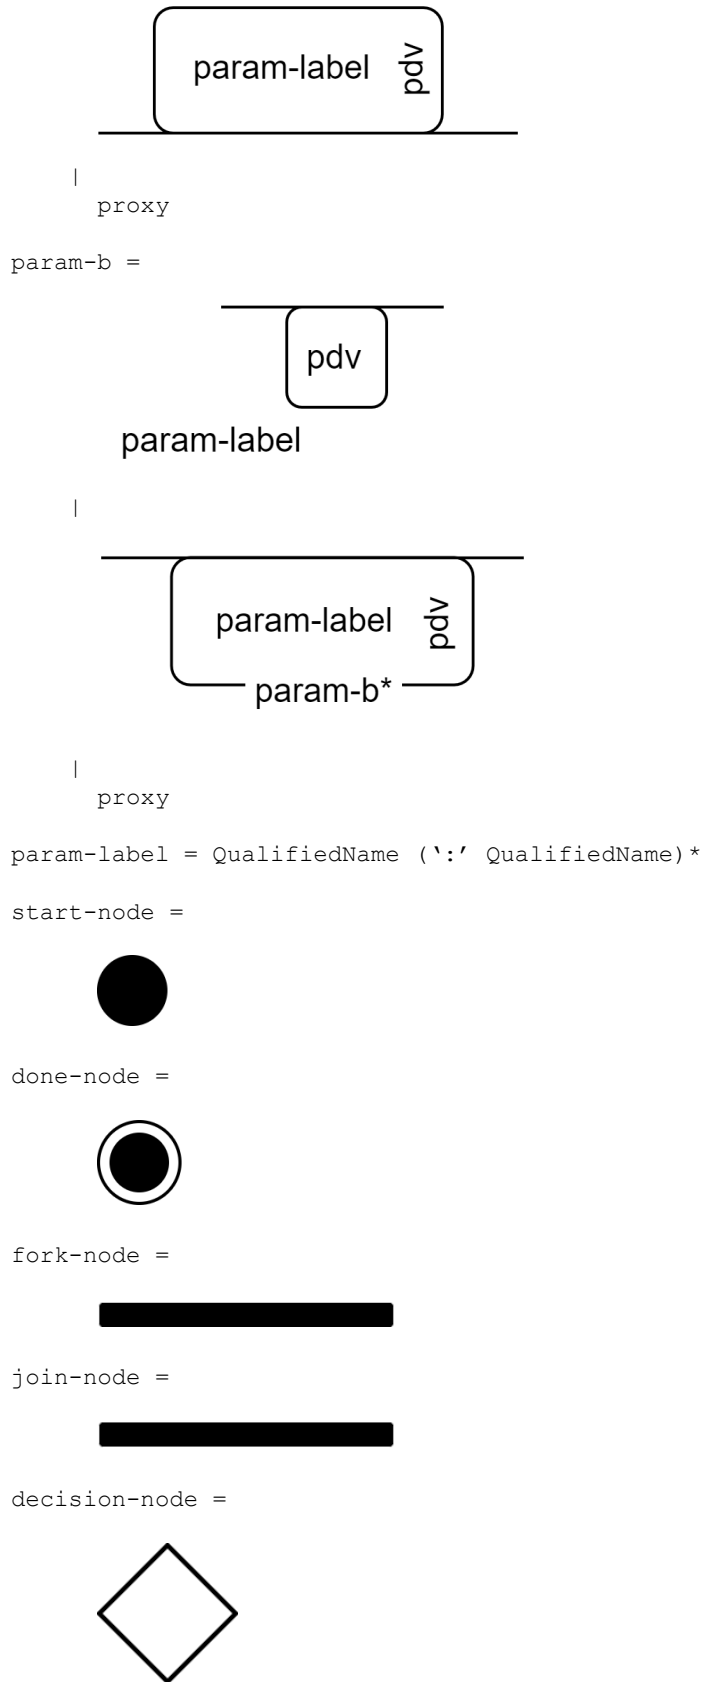 param-label pdv
|
proxy
param-b =
pdv
param-label
|
param-label pdv
param-b*
|
proxy
param-label = QualifiedName (‘:’ QualifiedName)*
start-node =
done-node =
fork-node =
join-node =
decision-node =